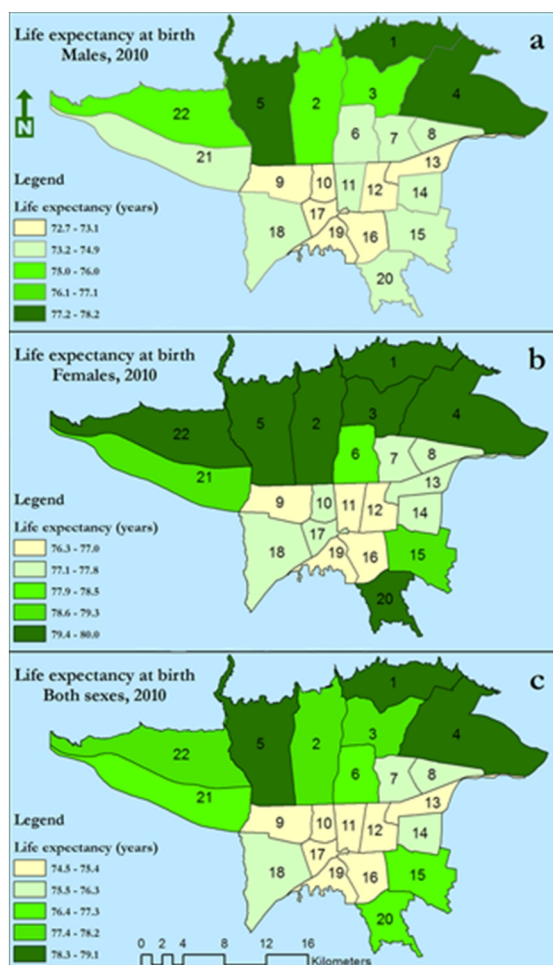 Life expectancy at birth
Males, 2010
a
N
1
2
3
4
5
6
7
8
9
10
11
12
13
14
15
16
17
18
19
20
21
22
Legend
Life expectancy (years)
72.7 - 73.1
73.2 - 74.9
75.0 - 76.0
76.1 - 77.1
77.2 - 78.2
Life expectancy at birth
Females, 2010
b
1
2
3
4
5
6
7
8
9
10
11
12
13
14
15
16
17
18
19
20
21
22
Legend
Life expectancy (years)
76.3 - 77.0
77.1 - 77.8
77.9 - 78.5
78.6 - 79.3
79.4 - 80.0
Life expectancy at birth
Both sexes, 2010
c
1
2
3
4
5
6
7
8
9
10
11
12
13
14
15
16
17
18
19
20
21
22
Legend
Life expectancy (years)
74.5 - 75.4
75.5 - 76.3
76.4 - 77.3
77.4 - 78.2
78.3 - 79.1
0 2 4 8 12 16
Kilometers